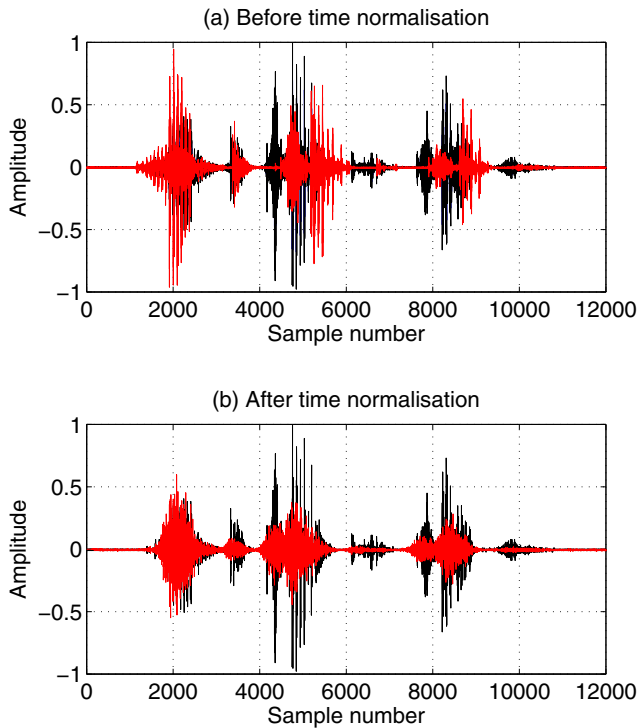 (a) Before time normalisation
1
0.5
0
−0.5
−1
Amplitude
0 2000 4000 6000 8000 10000 12000
Sample number
(b) After time normalisation
1
0.5
0
−0.5
−1
Amplitude
0 2000 4000 6000 8000 10000 12000
Sample number